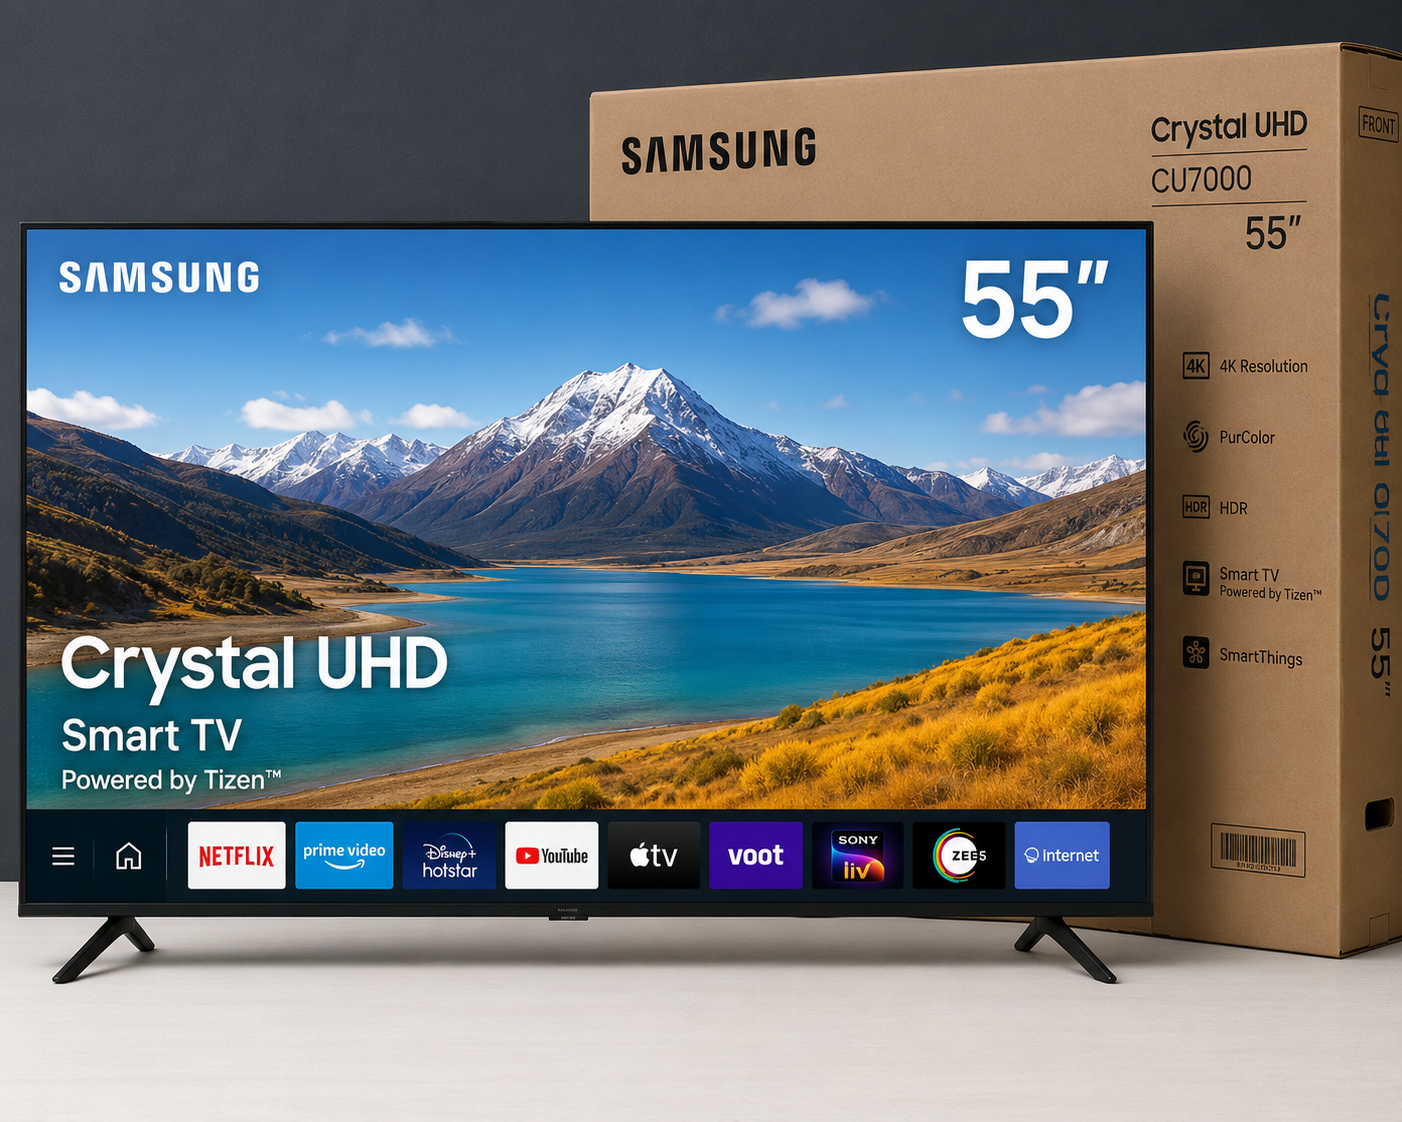 SAMSUNG
Crystal UHD
CU7000
55"
FRONT
SAMSUNG
55"
4K 4K Resolution
PurColor
HDR HDR
Smart TV
Powered by Tizen™
SmartThings
55"
Crystal UHD
Smart TV
Powered by Tizen™
NETFLIX
prime video
Disney+
hotstar
YouTube
tv
voot
SONY
liv
ZEE5
internet